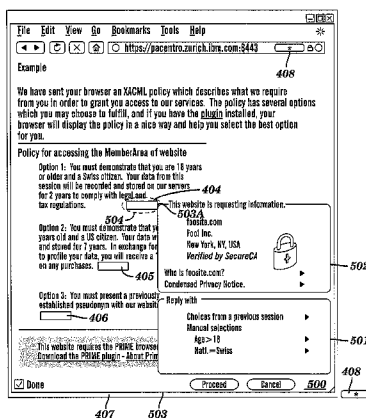 File Edit View Go Bookmarks Tools Help
https://pacentro.zurich.ibm.com:5443
*
408
Example
We have sent your browser an XACML policy which describes what we require
from you in order to grant you access to our services. The policy has several options
which you may choose to fulfill, and if you have the plugin installed, your
browser will display the policy in a nice way and help you select the best option
for you.
Policy for accessing the MemberArea of website
Option 1: You must demonstrate that you are 18 years
or older and a Swiss citizen. Your data from this
session will be recorded and stored on our servers
for 2 years to comply with legal and
tax regulations.
404
503A
504
Option 2: You must demonstrate that y
years old and a US citizen. Your data w
and stored for 7 years. In exchange for
to profile your data, you will receive a
on any purchases.
405
Option 3: You must present a previously
established pseudonym with our websit
406
This website requires the PRIME browser
Download the PRIME plugin - About Prim
This website is requesting information.
foosite.com
Fool Inc.
New York, NY, USA
Verified by SecureCA
Who is foosite.com?
Condensed Privacy Notice.
502
Reply with
Choices from a previous session
Manual selections
Age>18
Natl.=Swiss
501
Done
Proceed
Cancel
500
408
*
407
503